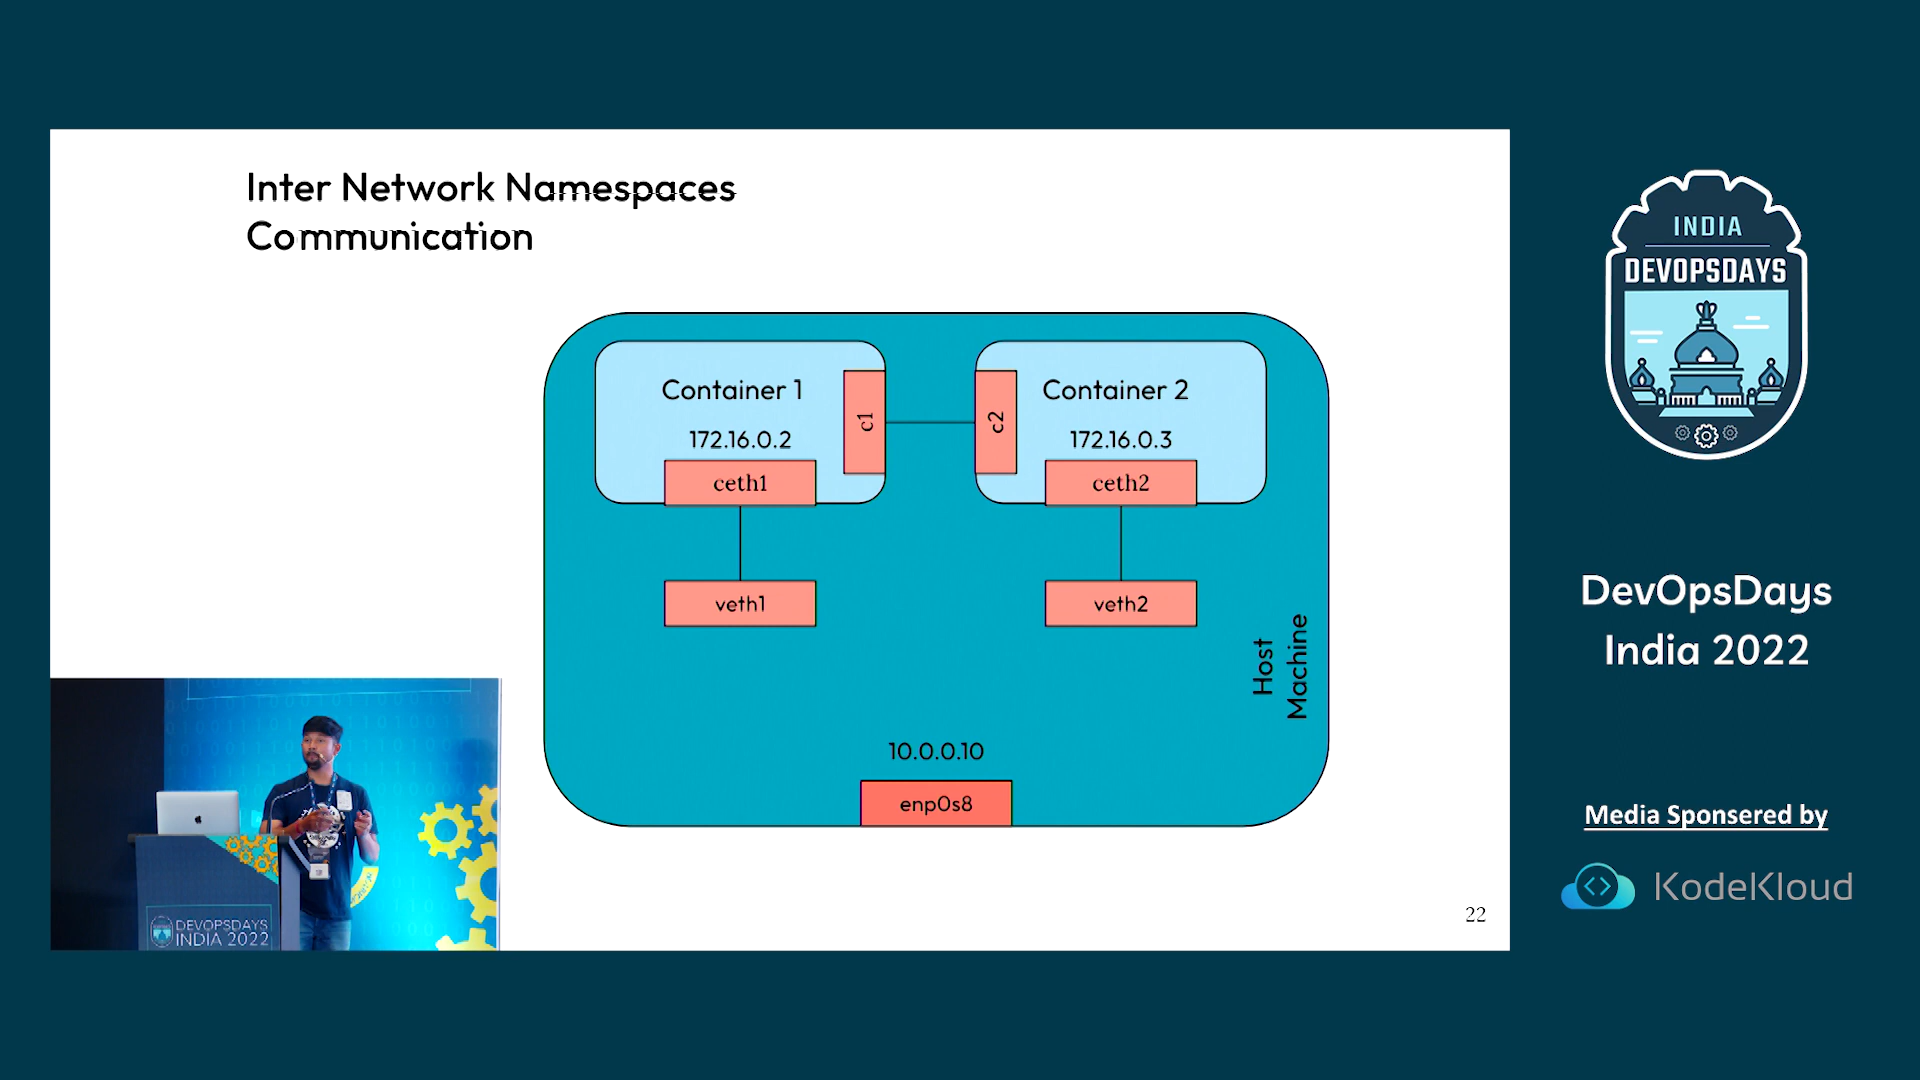 Inter Network Namespaces
Communication
Container 1
172.16.0.2
ceth1
c1
c2
Container 2
172.16.0.3
ceth2
veth1
veth2
Host
Machine
10.0.0.10
enp0s8
22
DEVOPSDAYS
INDIA 2022
INDIA
DEVOPSDAYS
DevOpsDays
India 2022
Media Sponsered by
KodeKloud